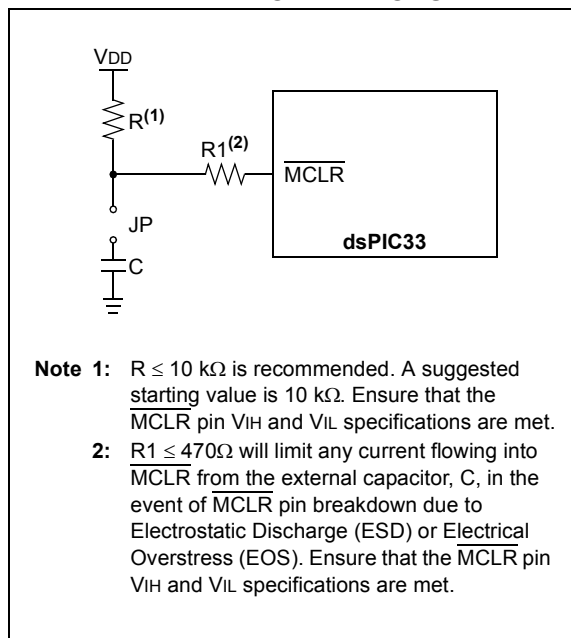 VDD
R(1)
R1(2)
MCLR
JP
dsPIC33
C
Note 1: R ≤ 10 kΩ is recommended. A suggested
starting value is 10 kΩ. Ensure that the
MCLR pin VIH and VIL specifications are met.
2: R1 ≤ 470Ω will limit any current flowing into
MCLR from the external capacitor, C, in the
event of MCLR pin breakdown due to
Electrostatic Discharge (ESD) or Electrical
Overstress (EOS). Ensure that the MCLR pin
VIH and VIL specifications are met.